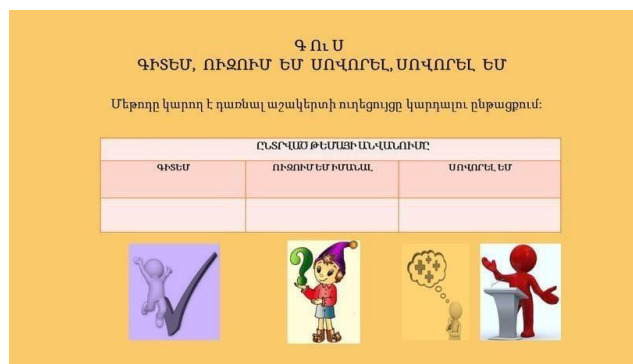 Գ Ու Ս
ԳԻՏԵՄ, ՈՒԶՈՒՄ ԵՄ ՍՈՎՈՐԵԼ, ՍՈՎՈՐԵԼ ԵՄ
Մեթոդը կարող է դառնալ աշակերտի ուղեցույցը կարդալու ընթացքում:
ԸՆՏՐՎԱԾ ԹԵՄԱՅԻ ԱՆՎԱՆՈՒՄԸ
ԳԻՏԵՄ ՈՒԶՈՒՄ ԵՄ ԻՄԱՆԱԼ ՍՈՎՈՐԵԼ ԵՄ